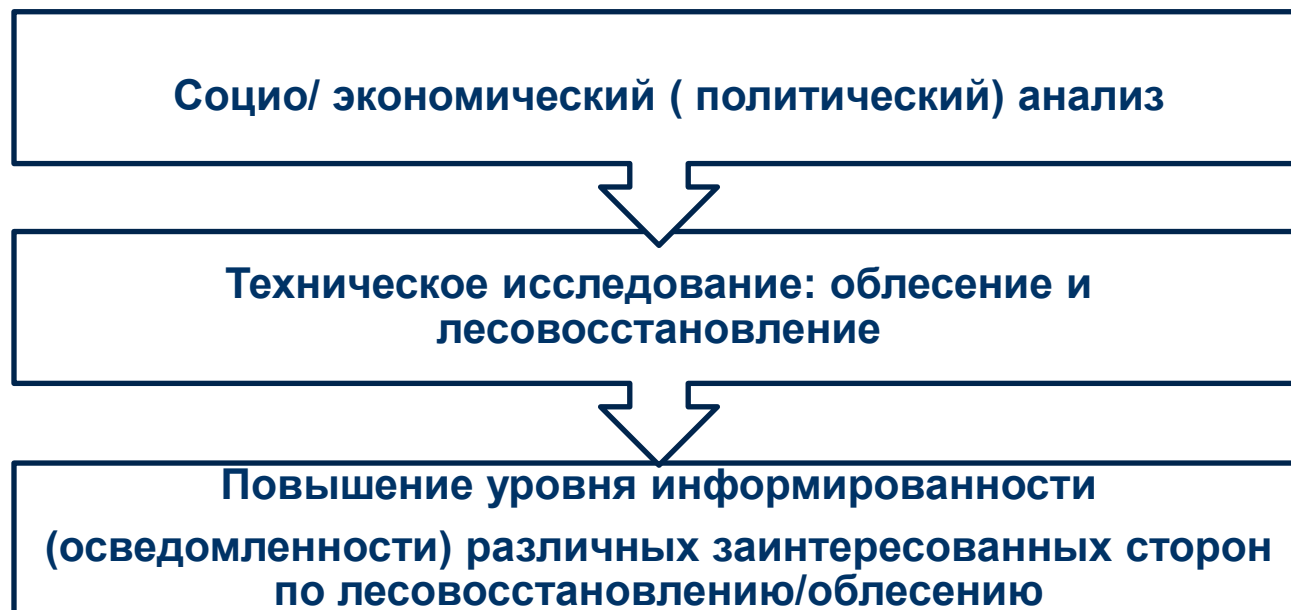 Социо/ экономический ( политический) анализ
Техническое исследование: облесение и
лесовосстановление
Повышение уровня информированности
(осведомленности) различных заинтересованных сторон
по лесовосстановлению/облесению